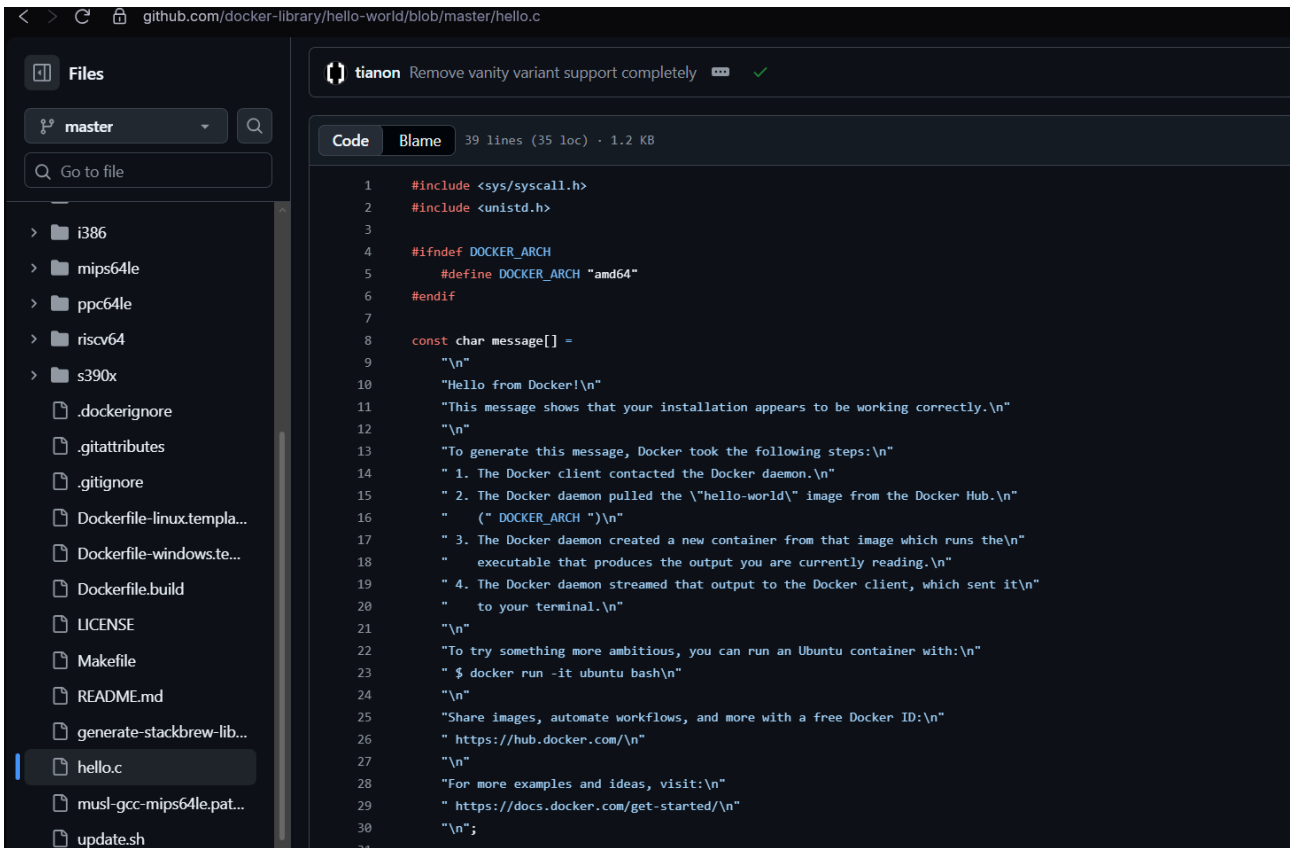 github.com/docker-library/hello-world/blob/master/hello.c
Files
master
Go to file
i386
mips64le
ppc64le
riscv64
s390x
.dockerignore
.gitattributes
.gitignore
Dockerfile-linux.templa...
Dockerfile-windows.te...
Dockerfile.build
LICENSE
Makefile
README.md
generate-stackbrew-lib...
hello.c
musl-gcc-mips64le.pat...
update.sh
tianon Remove vanity variant support completely
Code Blame 39 lines (35 loc) · 1.2 KB
1 #include <sys/syscall.h>
2 #include <unistd.h>
3
4 #ifndef DOCKER_ARCH
5     #define DOCKER_ARCH "amd64"
6 #endif
7
8 const char message[] =
9     "\n"
10     "Hello from Docker!\n"
11     "This message shows that your installation appears to be working correctly.\n"
12     "\n"
13     "To generate this message, Docker took the following steps:\n"
14     " 1. The Docker client contacted the Docker daemon.\n"
15     " 2. The Docker daemon pulled the \"hello-world\" image from the Docker Hub.\n"
16     "    (" DOCKER_ARCH ")\n"
17     " 3. The Docker daemon created a new container from that image which runs the\n"
18     "    executable that produces the output you are currently reading.\n"
19     " 4. The Docker daemon streamed that output to the Docker client, which sent it\n"
20     "    to your terminal.\n"
21     "\n"
22     "To try something more ambitious, you can run an Ubuntu container with:\n"
23     " $ docker run -it ubuntu bash\n"
24     "\n"
25     "Share images, automate workflows, and more with a free Docker ID:\n"
26     " https://hub.docker.com/\n"
27     "\n"
28     "For more examples and ideas, visit:\n"
29     " https://docs.docker.com/get-started/\n"
30     "\n";